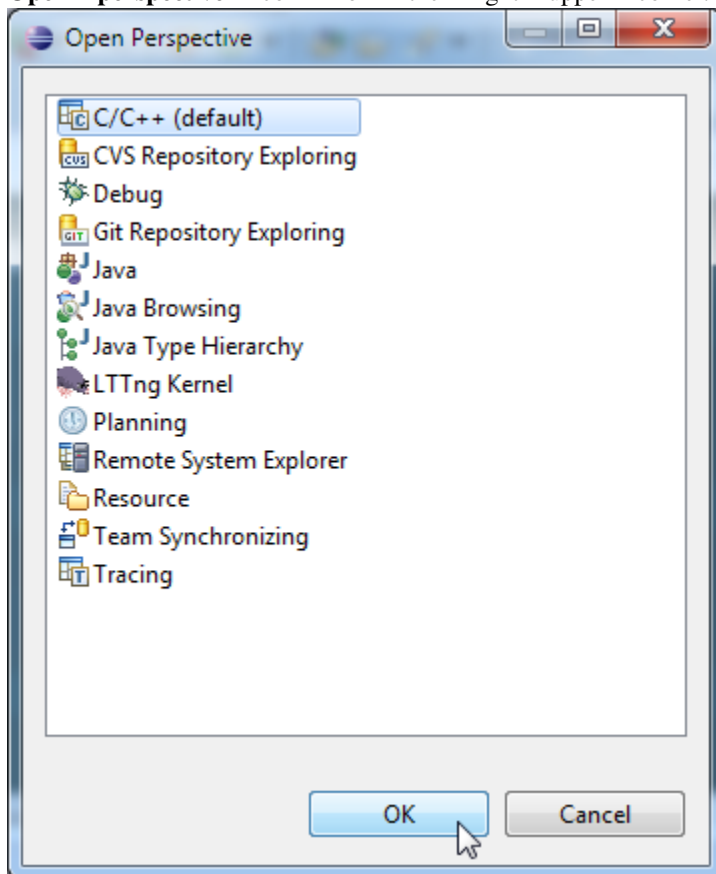 Open Perspective
C/C++ (default)
CVS Repository Exploring
Debug
Git Repository Exploring
Java
Java Browsing
Java Type Hierarchy
LTTng Kernel
Planning
Remote System Explorer
Resource
Team Synchronizing
Tracing
OK
Cancel